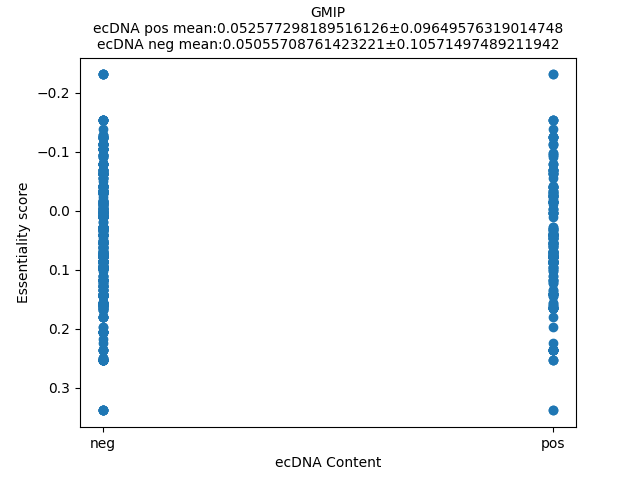 GMIP
ecDNA pos mean:0.052577298189516126±0.09649576319014748
ecDNA neg mean:0.05055708761423221±0.10571497489211942
−0.2
−0.1
0.0
0.1
0.2
0.3
Essentiality score
neg
pos
ecDNA Content